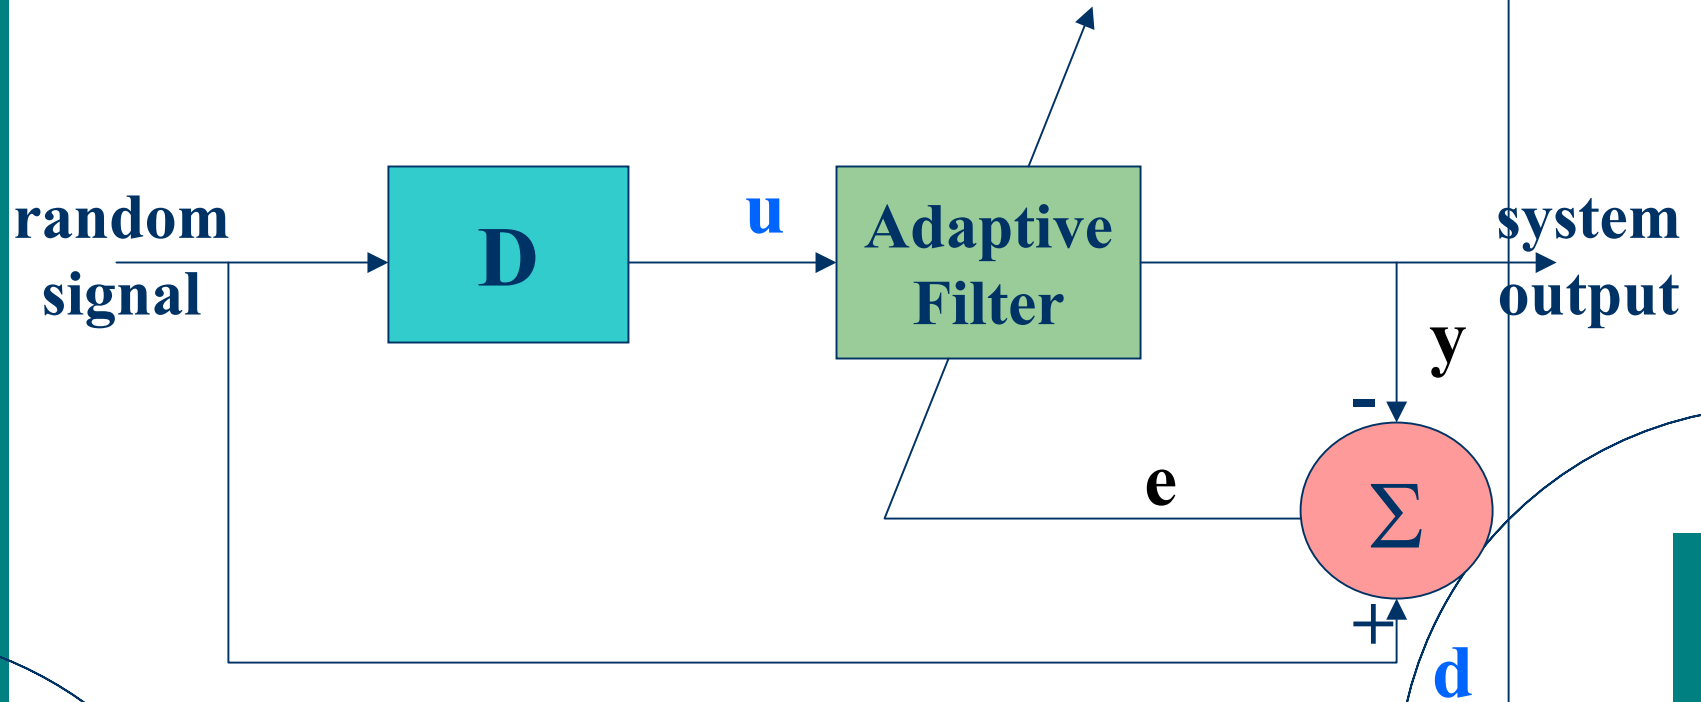 random
signal
D
u
Adaptive
Filter
system
output
y
-
e
Σ
+
d